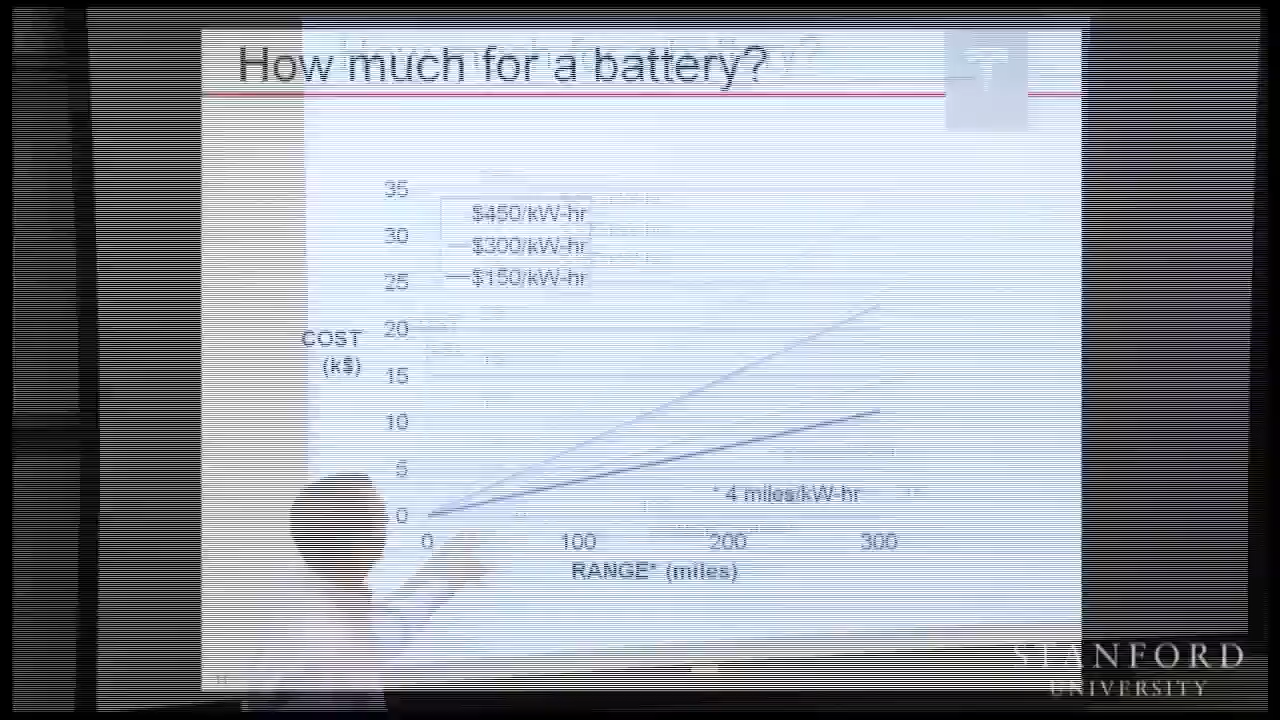 How much for a battery?
35
$450/kW-hr
30
$300/kW-hr
25
$150/kW-hr
COST
(k$)
20
15
10
5
0
* 4 miles/kW-hr
0 100 200 300
RANGE* (miles)
STANFORD
UNIVERSITY